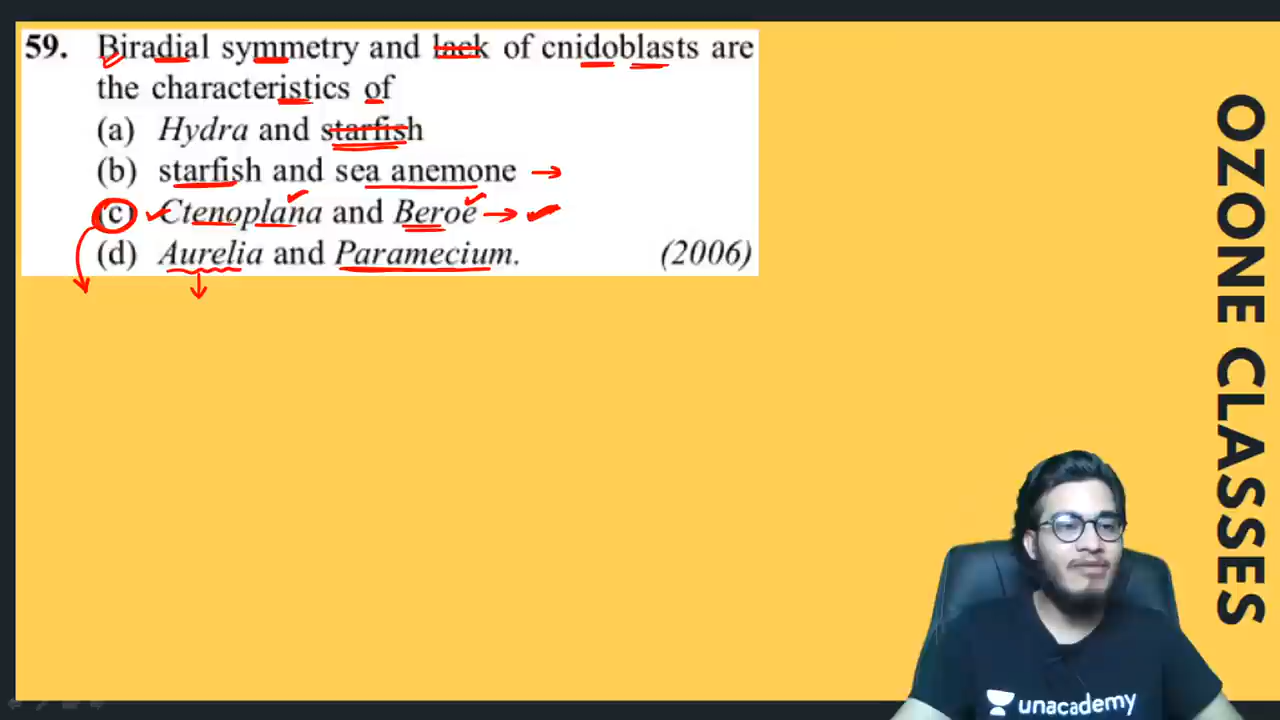 59. Biradial symmetry and lack of cnidoblasts are
the characteristics of
(a) Hydra and starfish
(b) starfish and sea anemone
(c) Ctenoplana and Beroe
(d) Aurelia and Paramecium. (2006)
OZONE CLASSES
unacademy